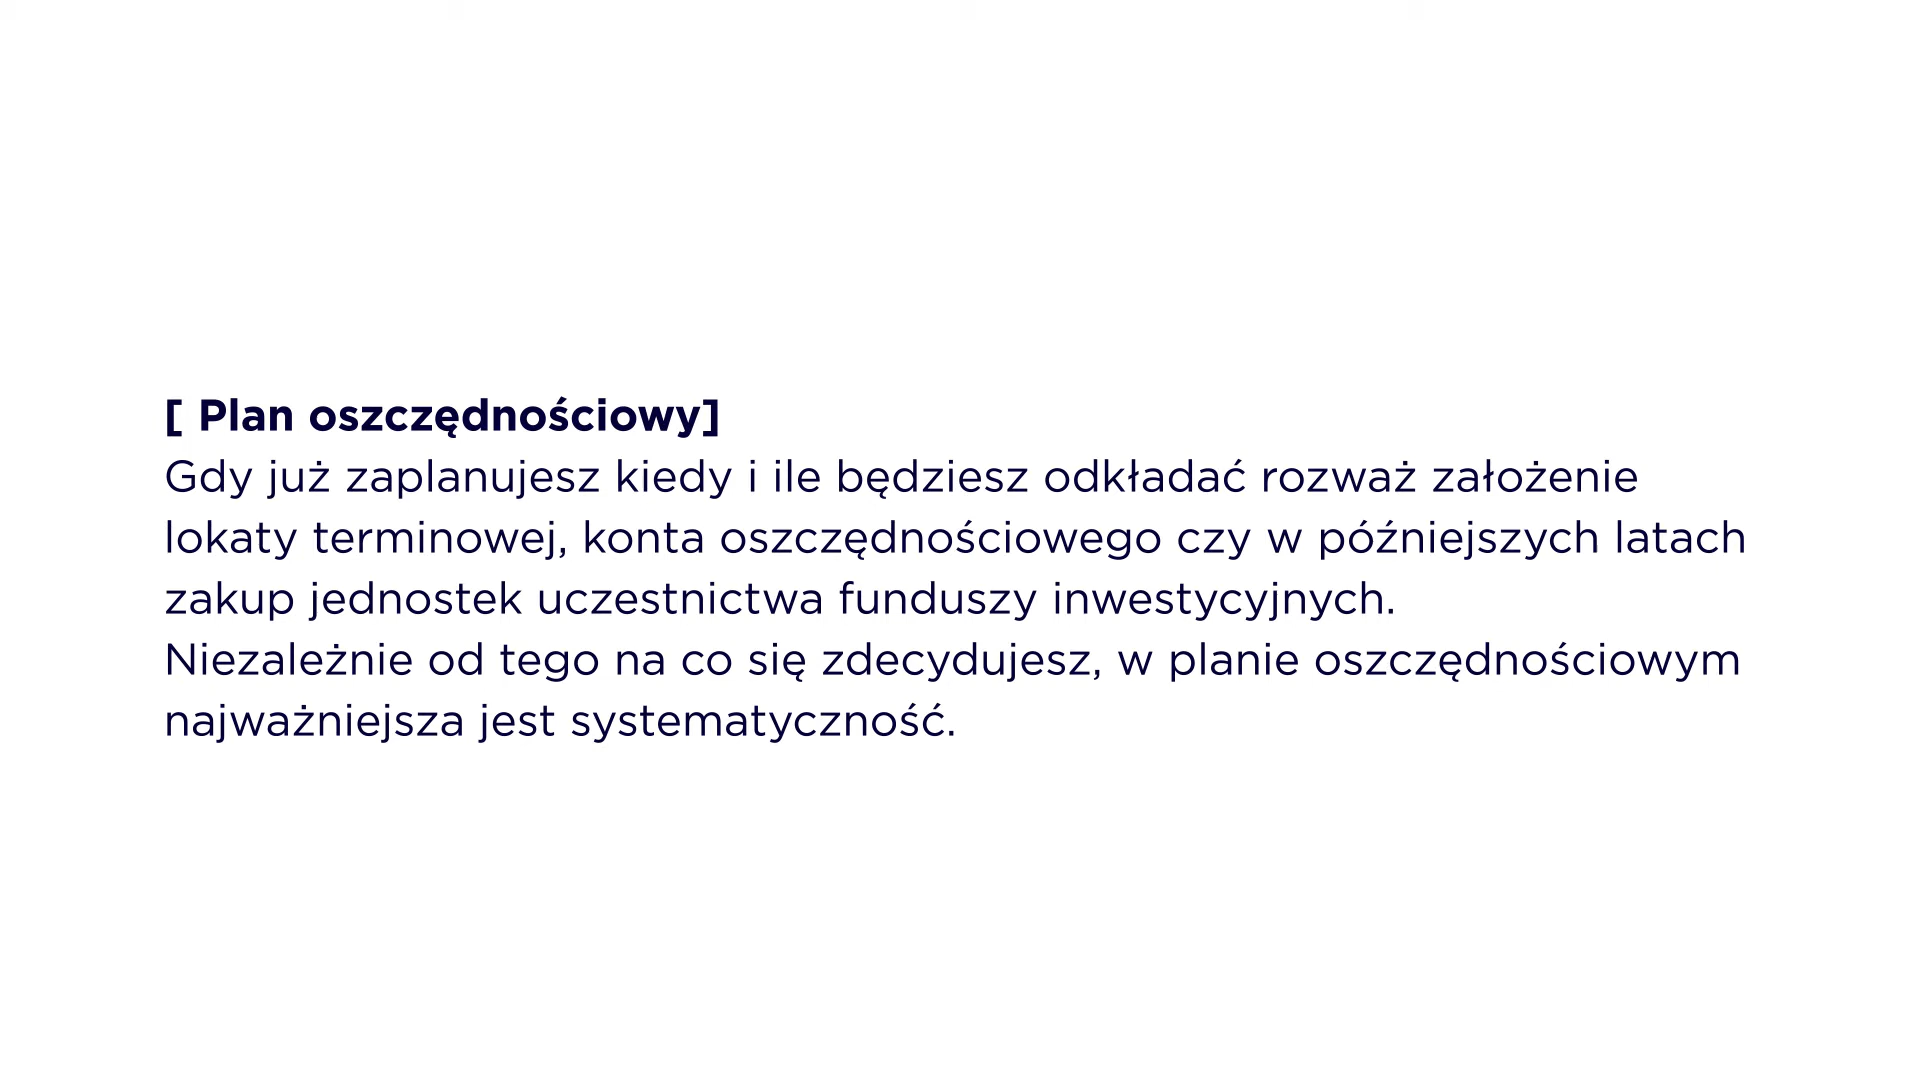 [ Plan oszczędnościowy]
Gdy już zaplanujesz kiedy i ile będziesz odkładać rozważ założenie
lokaty terminowej, konta oszczędnościowego czy w późniejszych latach
zakup jednostek uczestnictwa funduszy inwestycyjnych.
Niezależnie od tego na co się zdecydujesz, w planie oszczędnościowym
najważniejsza jest systematyczność.